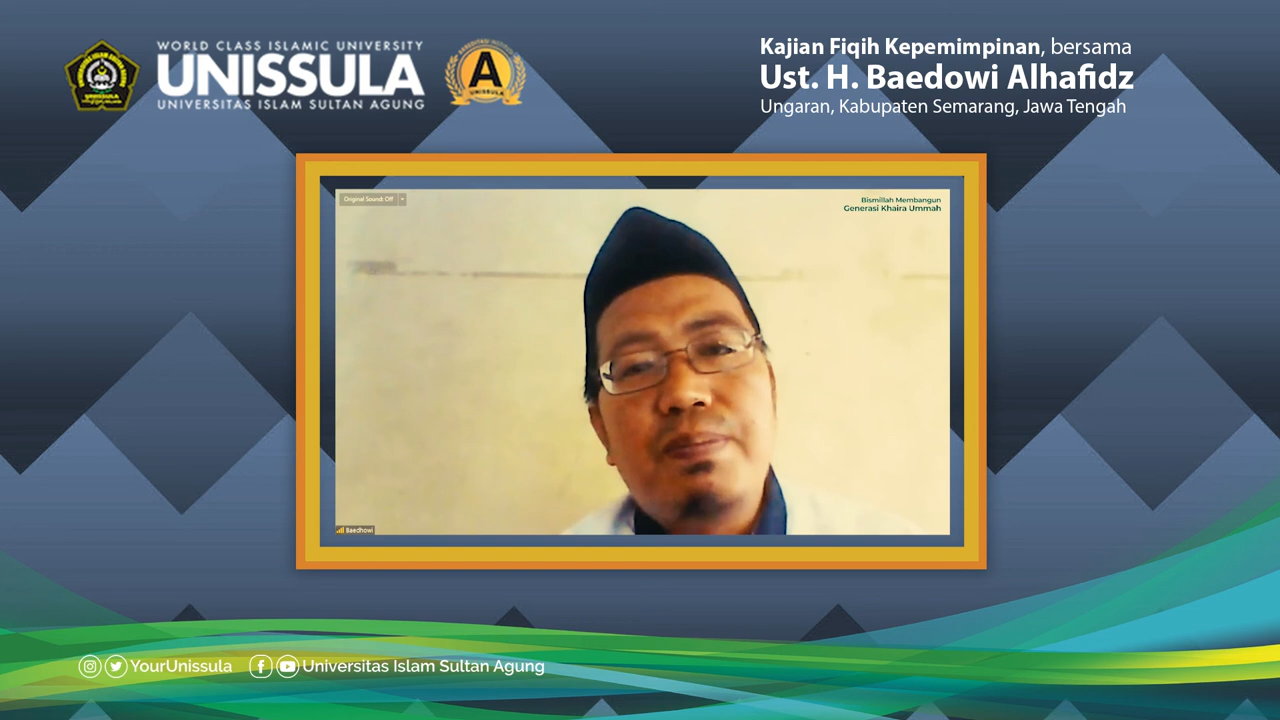 WORLD CLASS ISLAMIC UNIVERSITY
UNISSULA
UNIVERSITAS ISLAM SULTAN AGUNG
A
UNISSULA
Kajian Fiqih Kepemimpinan, bersama
Ust. H. Baedowi Alhafidz
Ungaran, Kabupaten Semarang, Jawa Tengah
Original Sound: Off
Bismillah Membangun
Generasi Khaira Ummah
Baedhowi
YourUnissula
Universitas Islam Sultan Agung